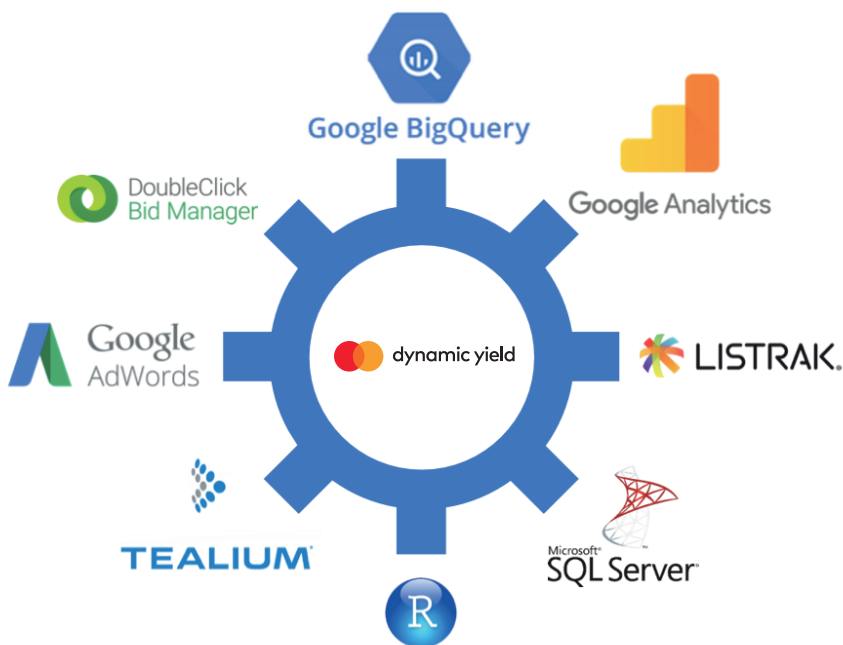 Google BigQuery
DoubleClick
Bid Manager
Google Analytics
Google
AdWords
dynamic yield
LISTRAK.
TEALIUM
Microsoft®
SQL Server
R